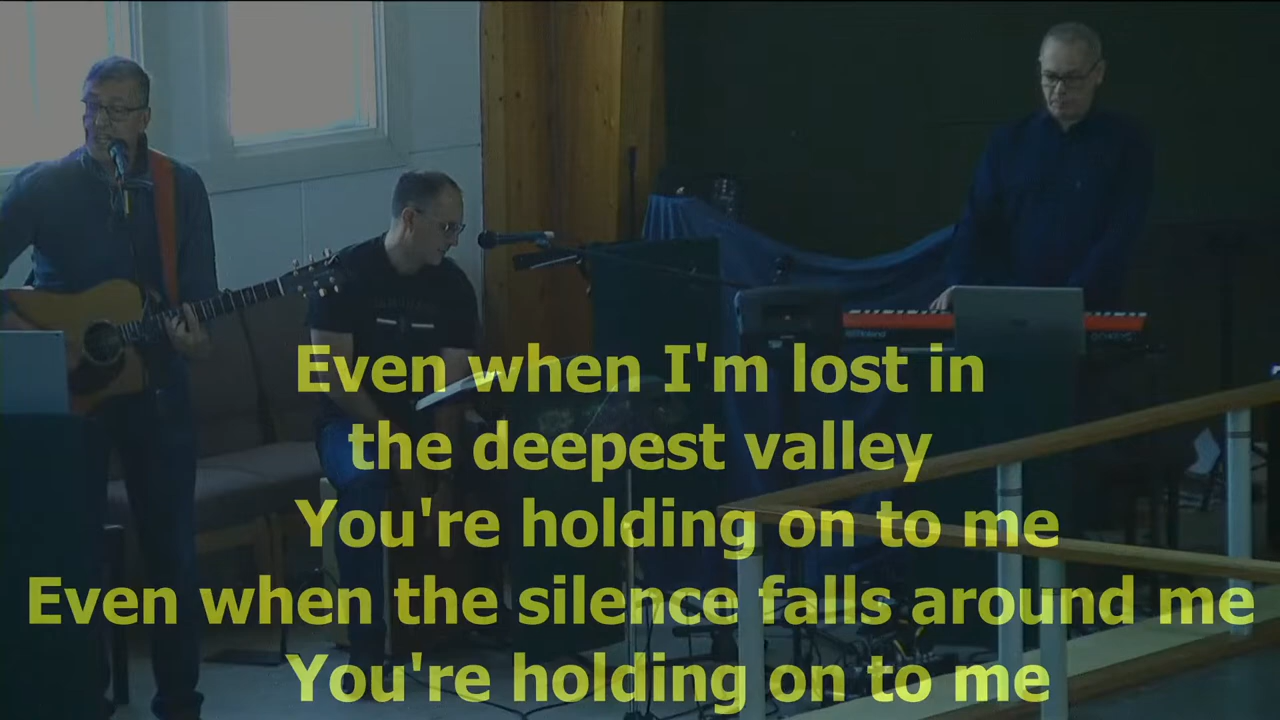 Even when I'm lost in
the deepest valley
You're holding on to me
Even when the silence falls around me
You're holding on to me
Roland